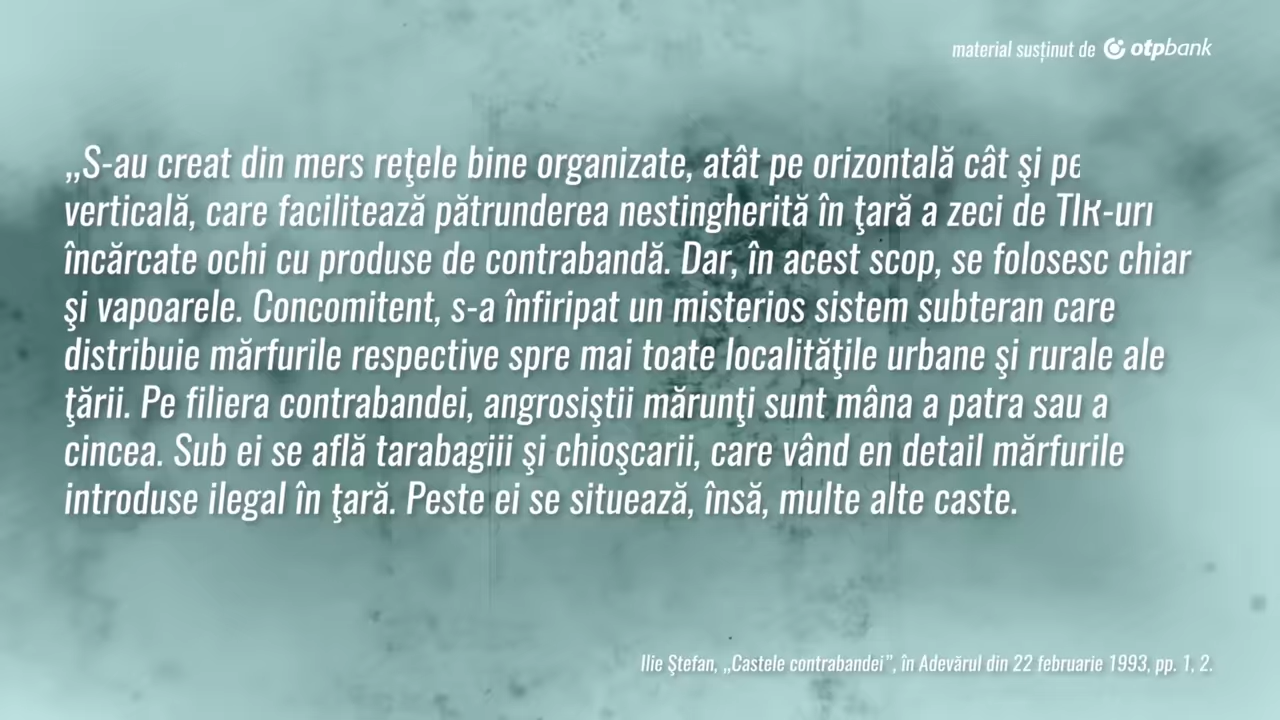 material susținut de otpbank
„S-au creat din mers reţele bine organizate, atât pe orizontală cât şi pe
verticală, care facilitează pătrunderea nestingherită în ţară a zeci de TIR-uri
încărcate ochi cu produse de contrabandă. Dar, în acest scop, se folosesc chiar
şi vapoarele. Concomitent, s-a înfiripat un misterios sistem subteran care
distribuie mărfurile respective spre mai toate localităţile urbane şi rurale ale
ţării. Pe filiera contrabandei, angrosiştii mărunţi sunt mâna a patra sau a
cincea. Sub ei se află tarabagiii şi chioşcarii, care vând en detail mărfurile
introduse ilegal în ţară. Peste ei se situează, însă, multe alte caste.
Ilie Ştefan, „Castele contrabandei”, în Adevărul din 22 februarie 1993, pp. 1, 2.